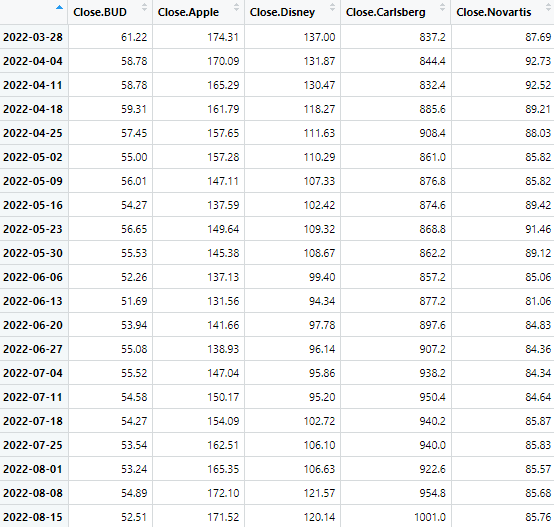 Close.BUD Close.Apple Close.Disney Close.Carlsberg Close.Novartis
2022-03-28 61.22 174.31 137.00 837.2 87.69
2022-04-04 58.78 170.09 131.87 844.4 92.73
2022-04-11 58.78 165.29 130.47 832.4 92.52
2022-04-18 59.31 161.79 118.27 885.6 89.21
2022-04-25 57.45 157.65 111.63 908.4 88.03
2022-05-02 55.00 157.28 110.29 861.0 85.82
2022-05-09 56.01 147.11 107.33 876.8 85.82
2022-05-16 54.27 137.59 102.42 874.6 89.42
2022-05-23 56.65 149.64 109.32 868.8 91.46
2022-05-30 55.53 145.38 108.67 862.2 89.12
2022-06-06 52.26 137.13 99.40 857.2 85.06
2022-06-13 51.69 131.56 94.34 877.2 81.06
2022-06-20 53.94 141.66 97.78 897.6 84.83
2022-06-27 55.08 138.93 96.14 907.2 84.36
2022-07-04 55.52 147.04 95.86 938.2 84.34
2022-07-11 54.58 150.17 95.20 950.4 84.64
2022-07-18 54.27 154.09 102.72 940.2 85.87
2022-07-25 53.54 162.51 106.10 940.0 85.83
2022-08-01 53.24 165.35 106.63 922.6 85.57
2022-08-08 54.89 172.10 121.57 954.8 85.68
2022-08-15 52.51 171.52 120.14 1001.0 85.76